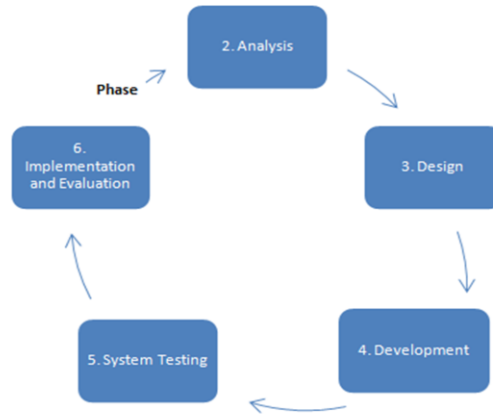 2. Analysis
Phase
6.
Implementation
and Evaluation
3. Design
5. System Testing
4. Development